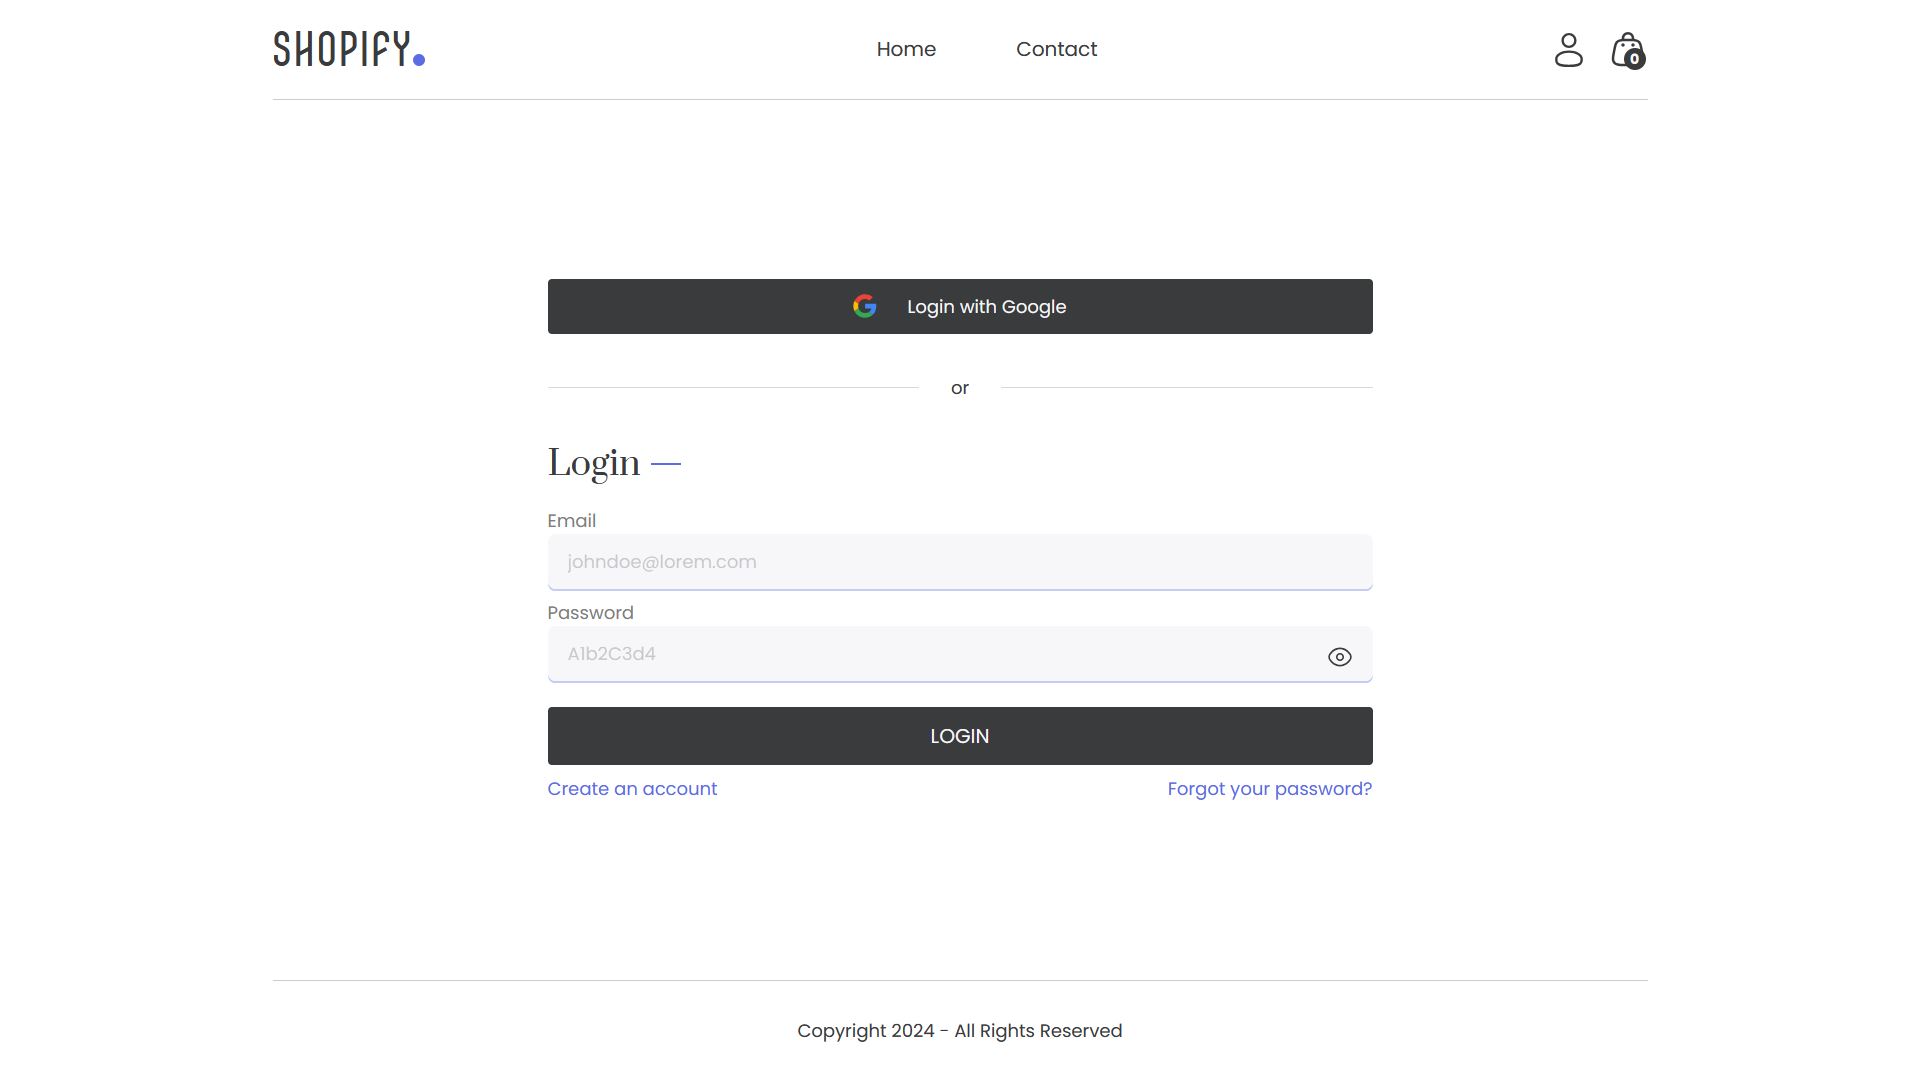 SHOPIFY.
Home
Contact
0
Login with Google
or
Login
Email
johndoe@lorem.com
Password
A1b2C3d4
LOGIN
Create an account
Forgot your password?
Copyright 2024 - All Rights Reserved